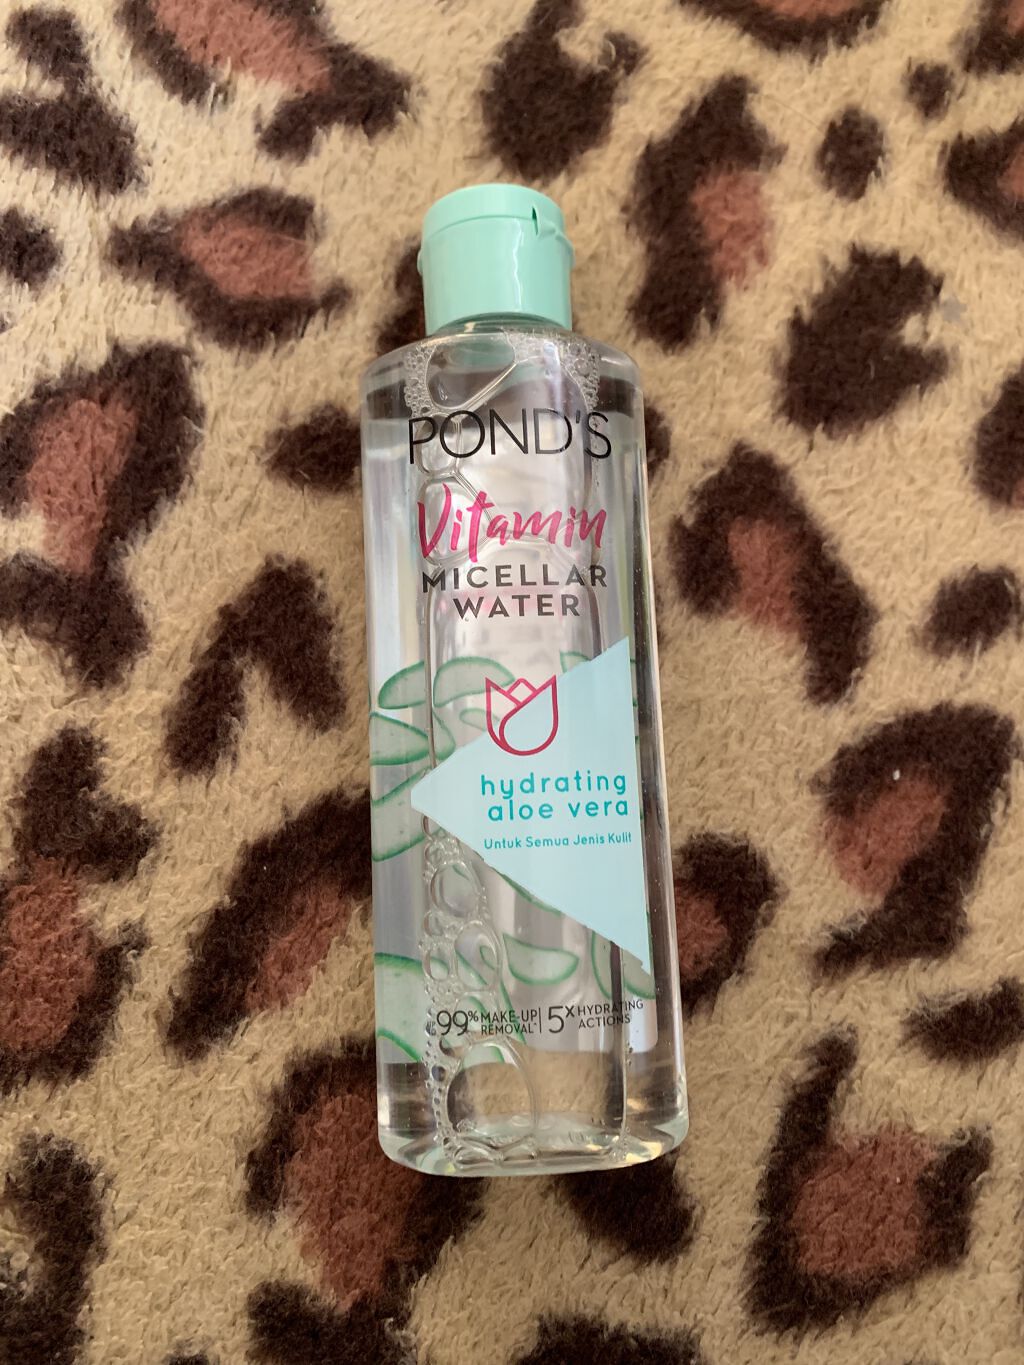 POND'S
Vitamin
MICELLAR
WATER
hydrating
aloe vera
Untuk Semua Jenis Kulit
99% MAKE-UP REMOVAL | 5X HYDRATING ACTIONS